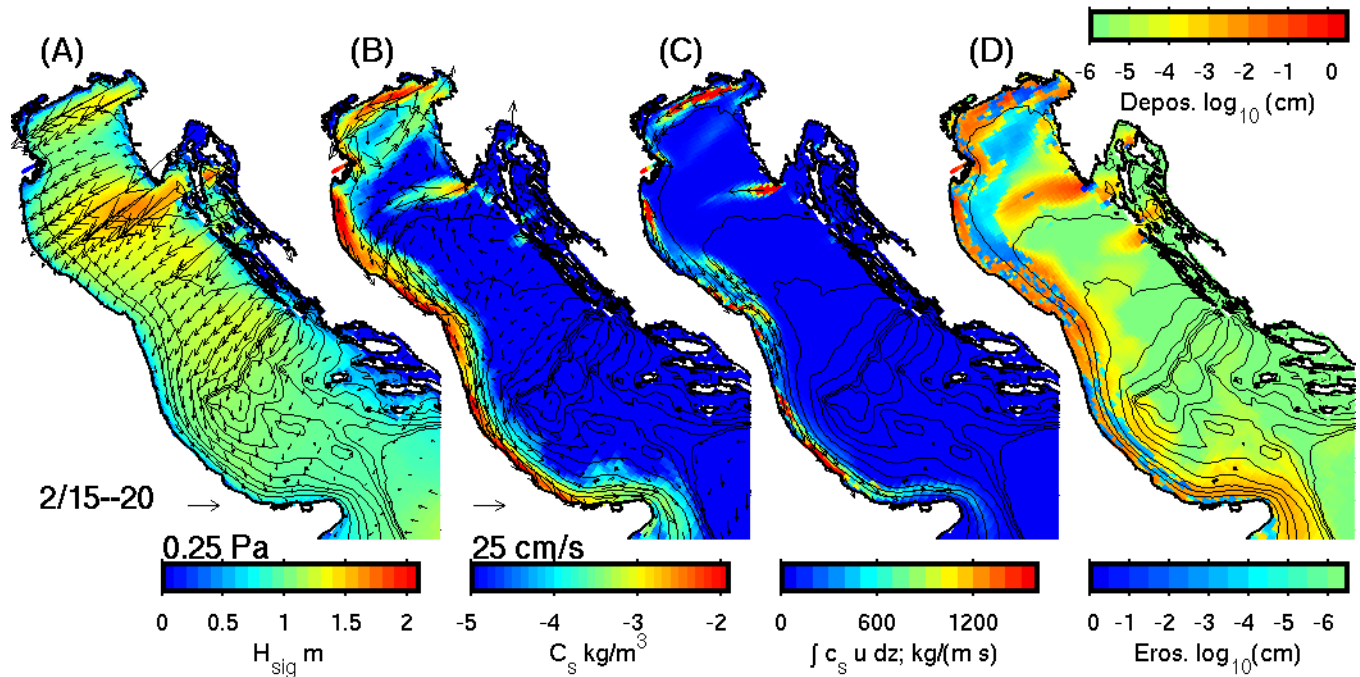 (A) (B) (C) (D)
-6 -5 -4 -3 -2 -1 0
Depos. log10 (cm)
2/15--20
0.25 Pa
25 cm/s
0 0.5 1 1.5 2
Hsig m
-5 -4 -3 -2
Cs kg/m3
0 600 1200
∫ cs u dz; kg/(m s)
0 -1 -2 -3 -4 -5 -6
Eros. log10(cm)